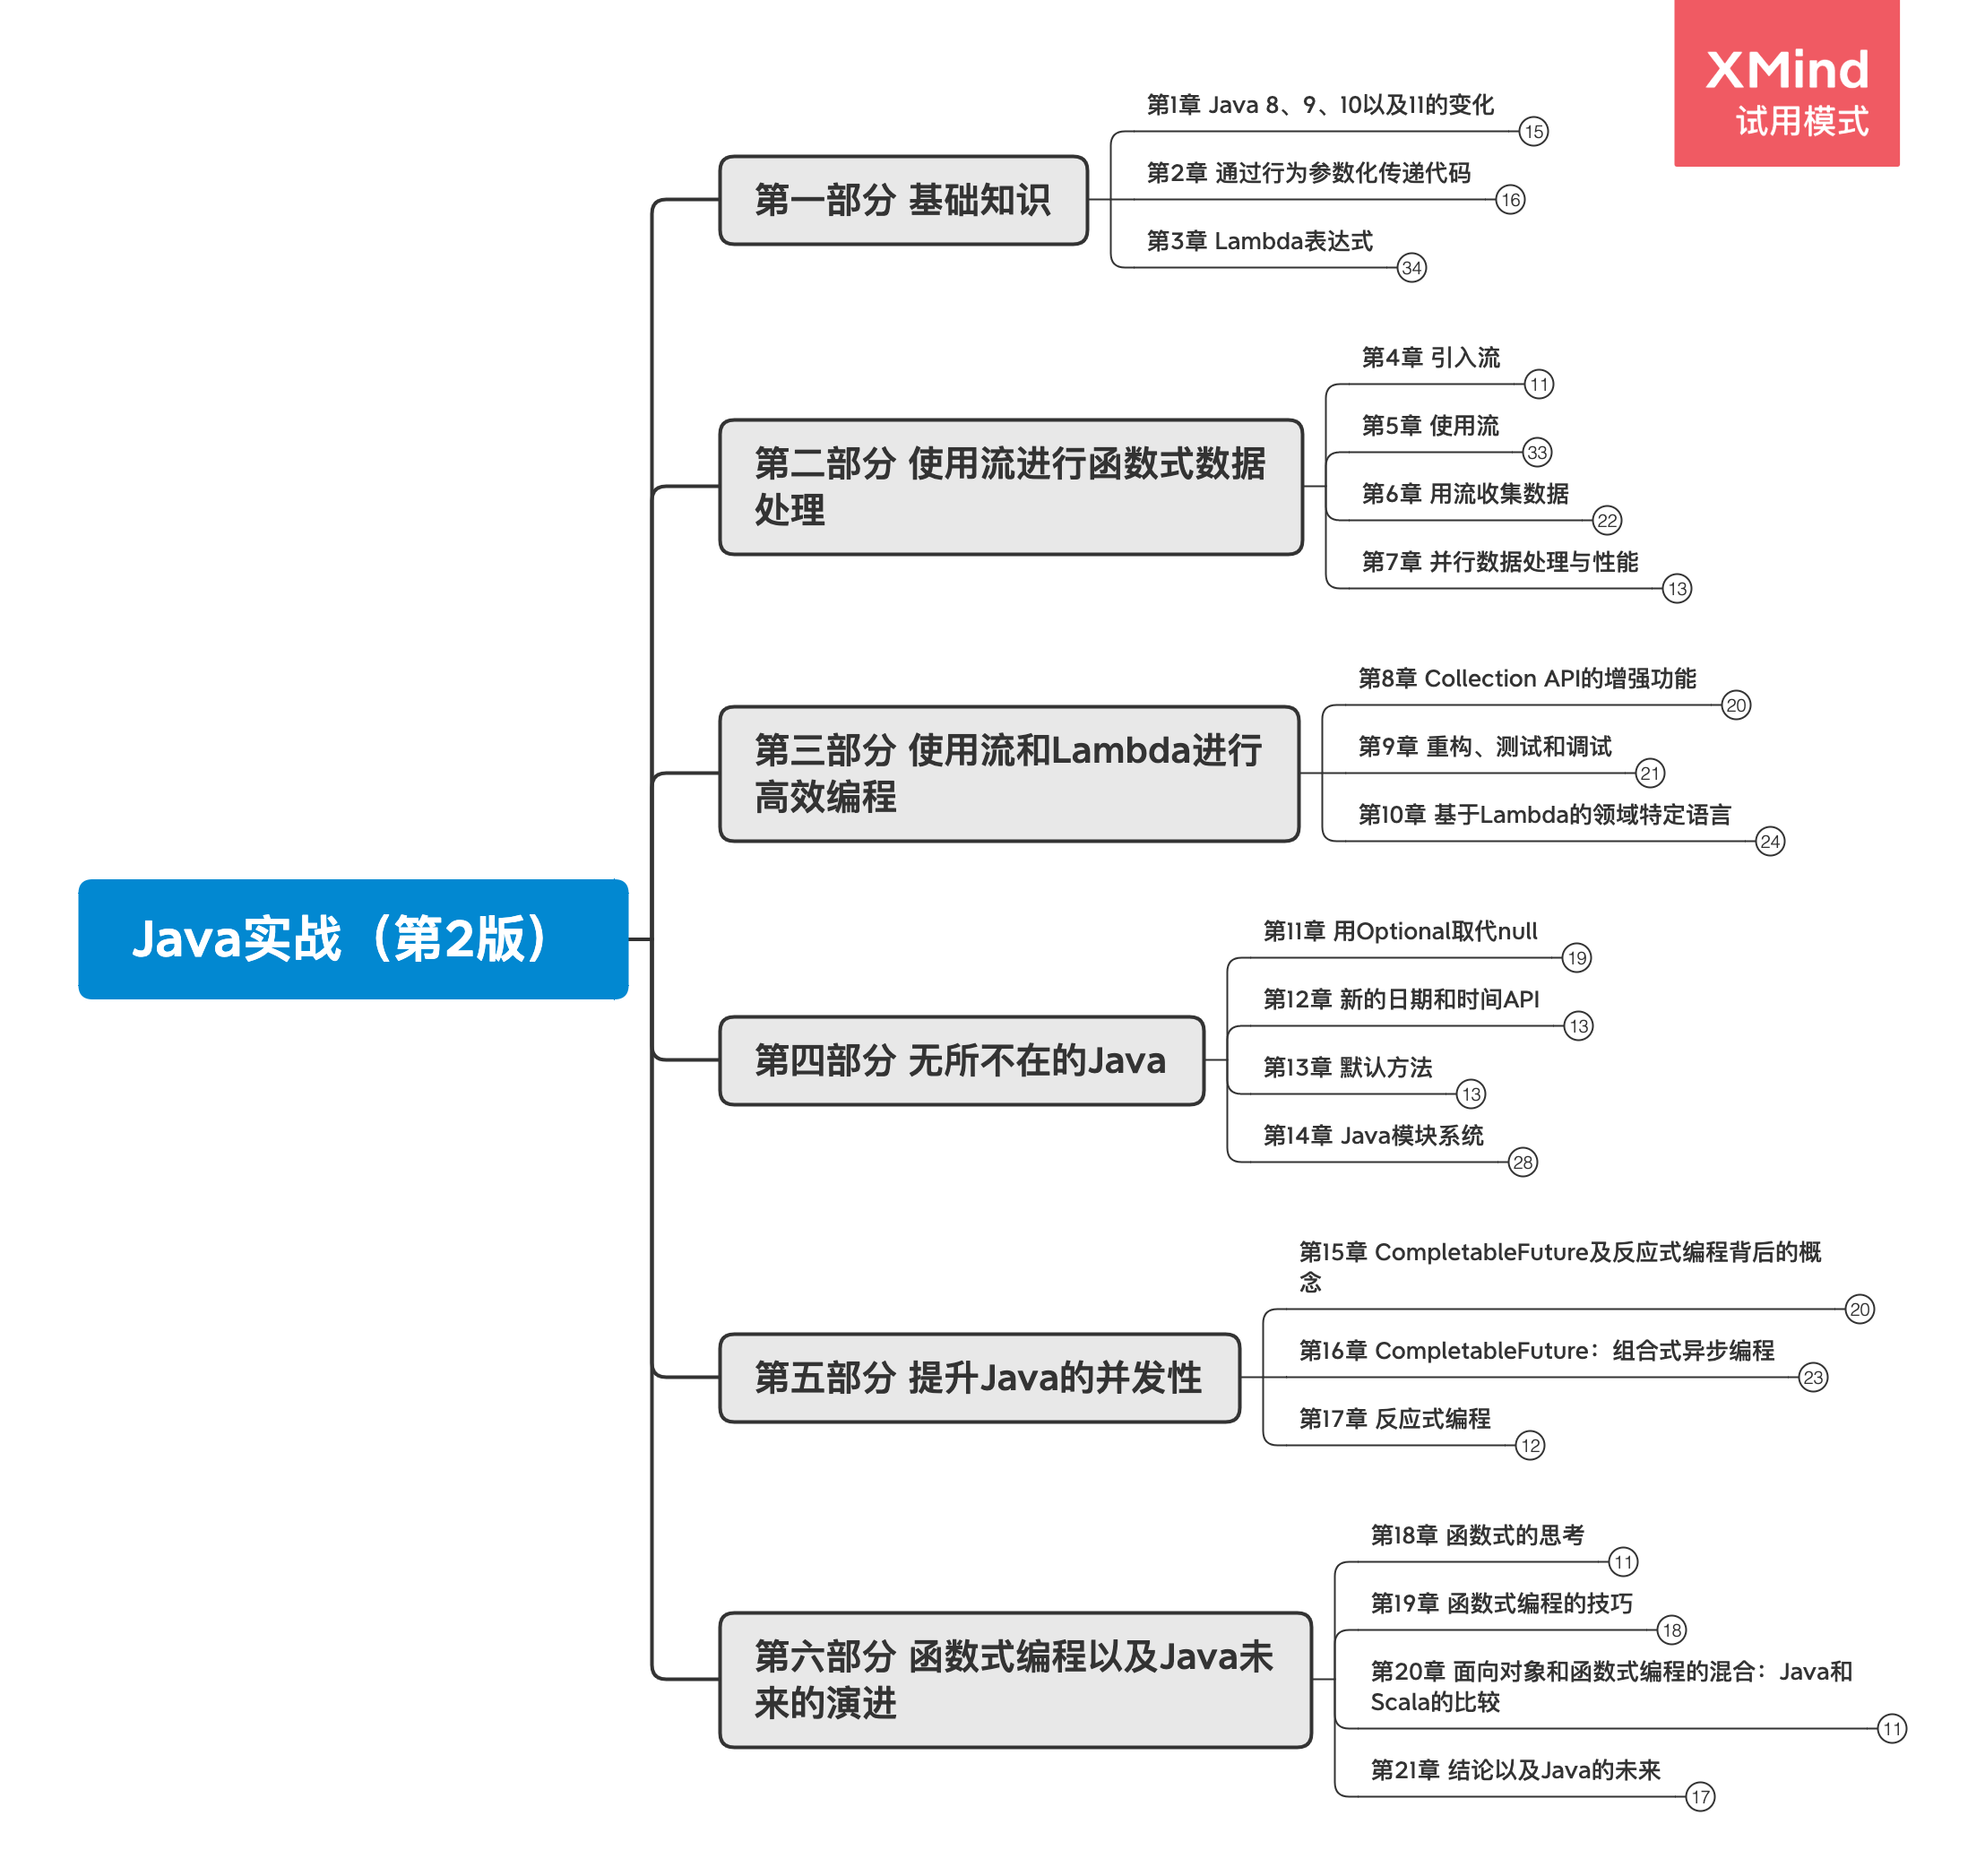 XMind
试用模式
Java实战（第2版）
第一部分 基础知识
第1章 Java 8、9、10以及11的变化
15
第2章 通过行为参数化传递代码
16
第3章 Lambda表达式
34
第二部分 使用流进行函数式数据
处理
第4章 引入流
11
第5章 使用流
33
第6章 用流收集数据
22
第7章 并行数据处理与性能
13
第三部分 使用流和Lambda进行
高效编程
第8章 Collection API的增强功能
20
第9章 重构、测试和调试
21
第10章 基于Lambda的领域特定语言
24
第四部分 无所不在的Java
第11章 用Optional取代null
19
第12章 新的日期和时间API
13
第13章 默认方法
13
第14章 Java模块系统
28
第五部分 提升Java的并发性
第15章 CompletableFuture及反应式编程背后的概
念
20
第16章 CompletableFuture：组合式异步编程
23
第17章 反应式编程
12
第六部分 函数式编程以及Java未
来的演进
第18章 函数式的思考
11
第19章 函数式编程的技巧
18
第20章 面向对象和函数式编程的混合：Java和
Scala的比较
11
第21章 结论以及Java的未来
17